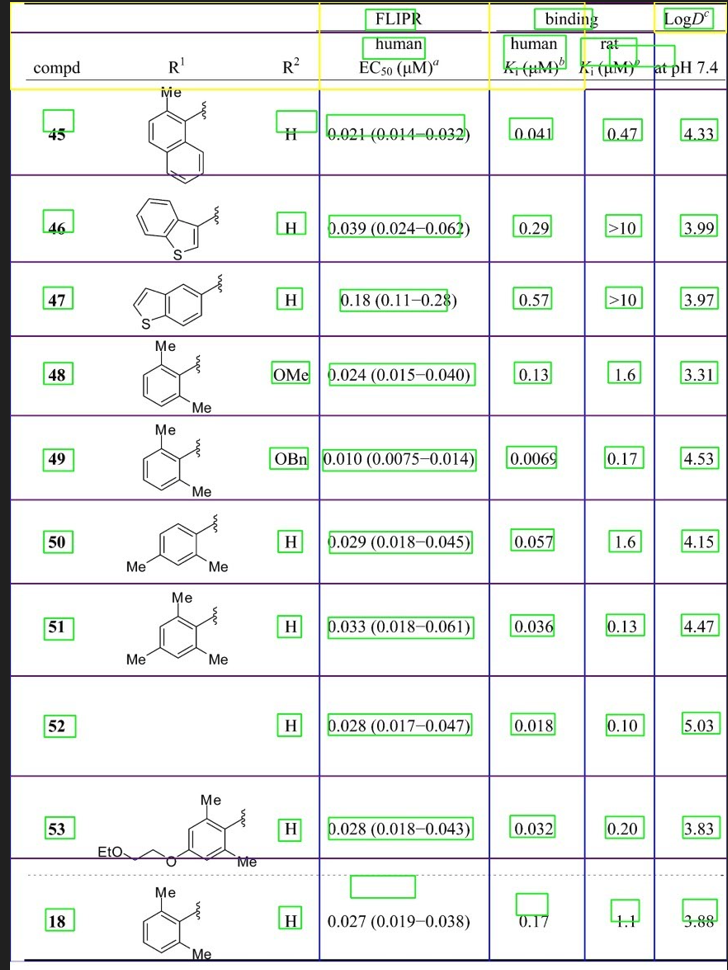 FLIPR binding LogD^c
human human rat
compd R^1 R^2 EC50 (μM)^a Ki (μM)^b Ki (μM) at pH 7.4
Me
45 H 0.021 (0.014−0.032) 0.041 0.47 4.33
46 H 0.039 (0.024−0.062) 0.29 >10 3.99
S
47 H 0.18 (0.11−0.28) 0.57 >10 3.97
S
Me
48 OMe 0.024 (0.015−0.040) 0.13 1.6 3.31
Me
Me
49 OBn 0.010 (0.0075−0.014) 0.0069 0.17 4.53
Me
50 H 0.029 (0.018−0.045) 0.057 1.6 4.15
Me Me
Me
51 H 0.033 (0.018−0.061) 0.036 0.13 4.47
Me Me
52 H 0.028 (0.017−0.047) 0.018 0.10 5.03
Me
53 H 0.028 (0.018−0.043) 0.032 0.20 3.83
EtO O Me
Me
18 H 0.027 (0.019−0.038) 0.17 1.1 3.88
Me